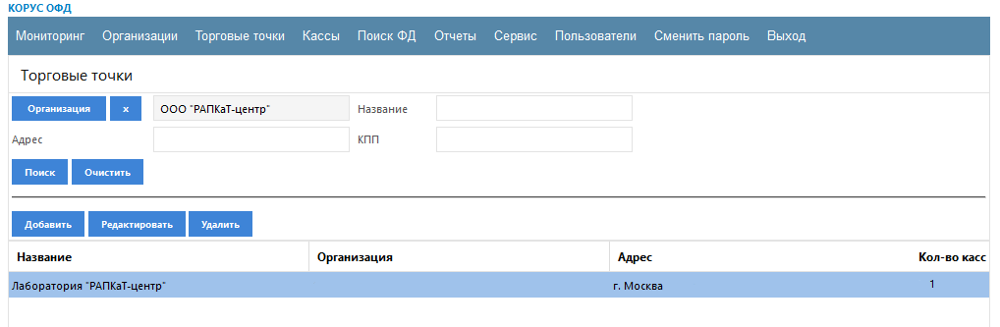 КОРУС ОФД
Мониторинг Организации Торговые точки Кассы Поиск ФД Отчеты Сервис Пользователи Сменить пароль Выход
Торговые точки
Организация x ООО "РАПКаТ-центр" Название
Адрес КПП
Поиск Очистить
Добавить Редактировать Удалить
Название Организация Адрес Кол-во касс
Лаборатория "РАПКаТ-центр" г. Москва 1